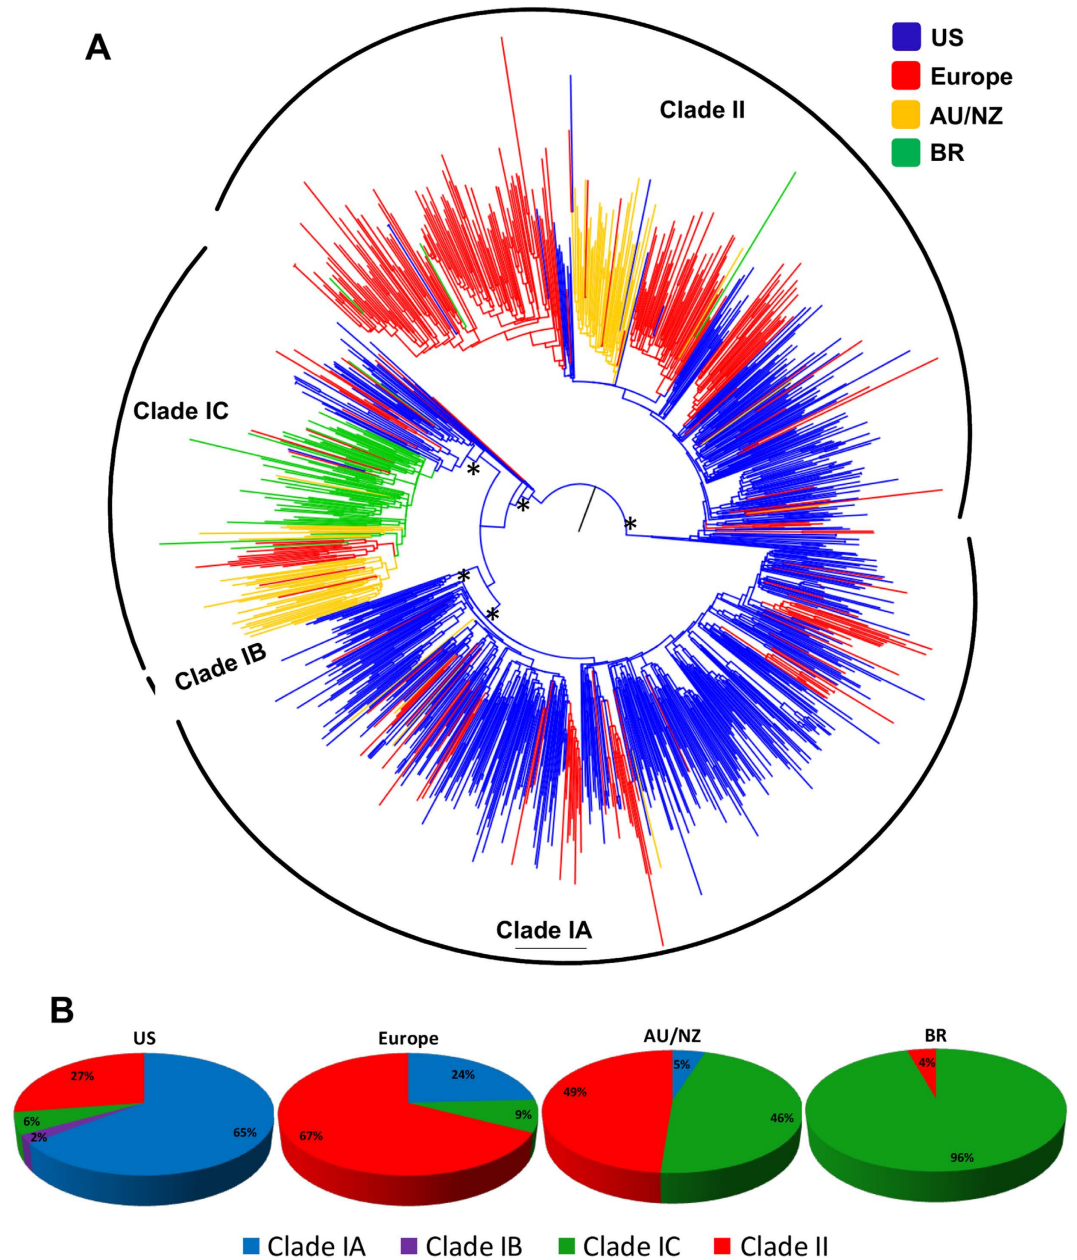 A
US
Europe
AU/NZ
BR
Clade II
Clade IC
*
*
*
*
*
Clade IB
Clade IA
B
US
Europe
AU/NZ
BR
27%
6%
2%
65%
24%
9%
67%
5%
49%
46%
4%
96%
Clade IA
Clade IB
Clade IC
Clade II